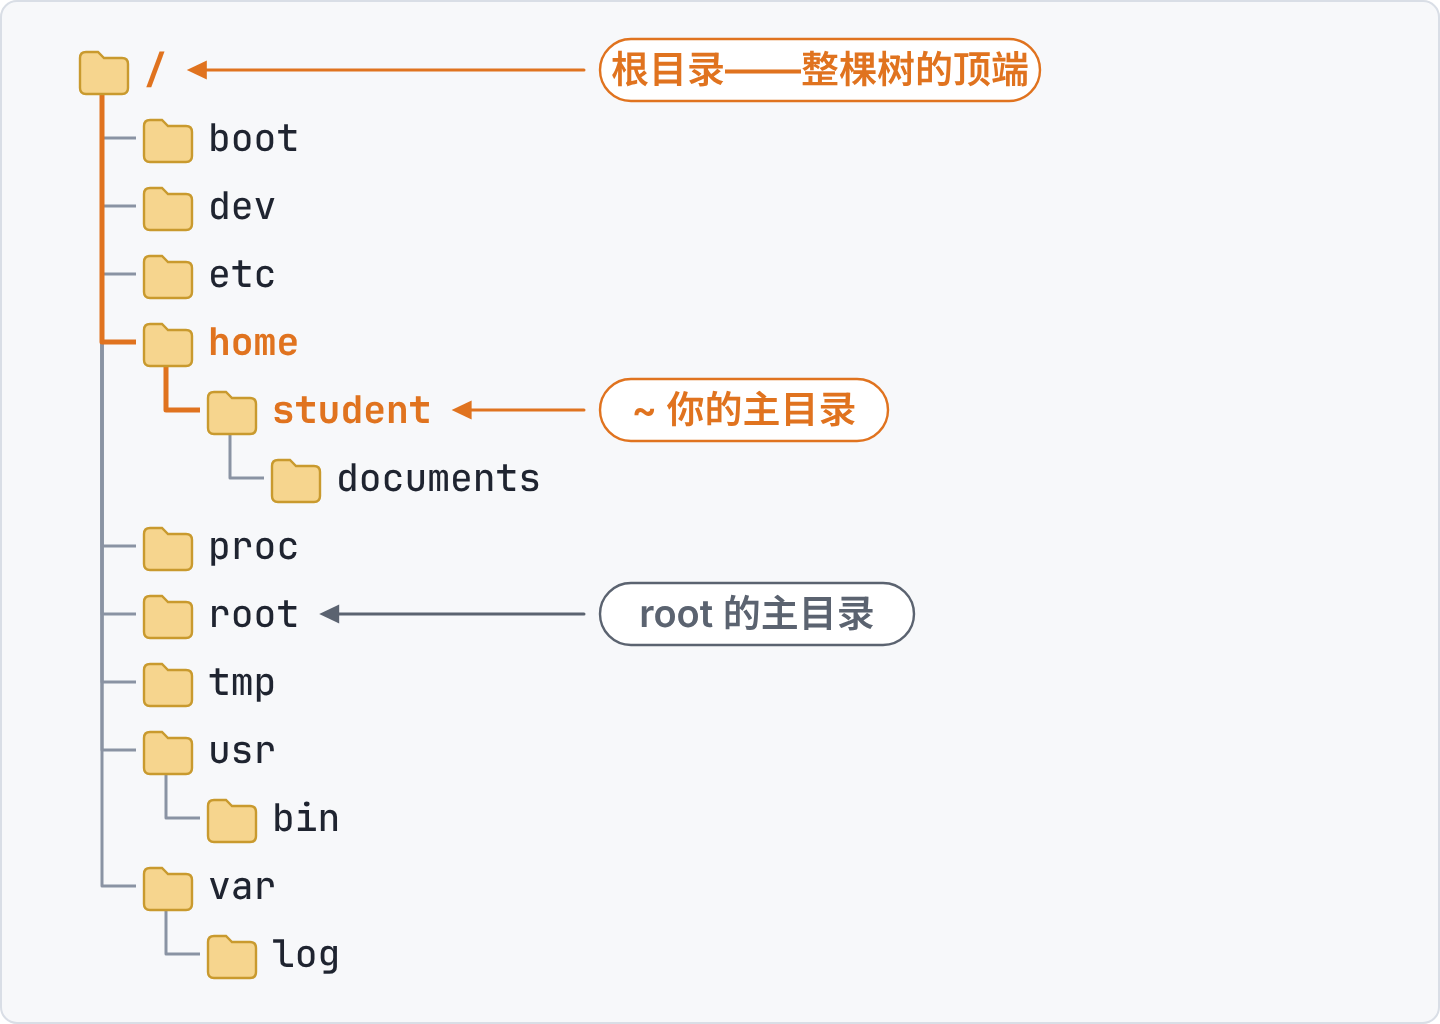 / 根目录——整棵树的顶端
boot
dev
etc
home
student ~ 你的主目录
documents
proc
root root 的主目录
tmp
usr
bin
var
log